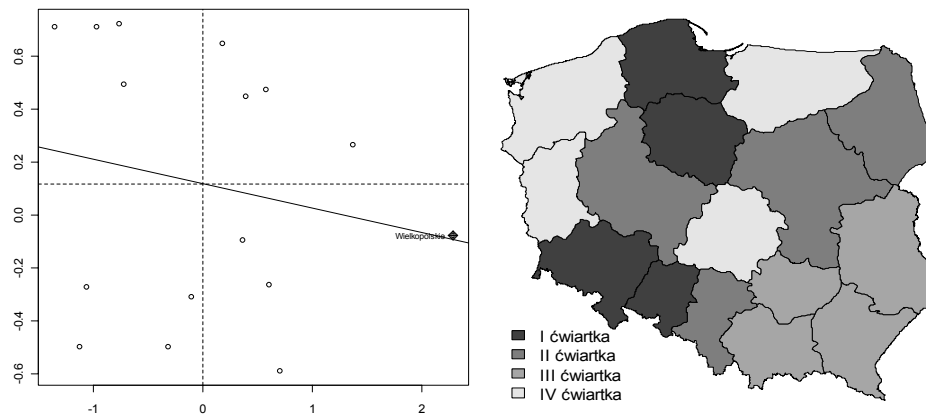 0.6
0.4
0.2
0.0
-0.2
-0.4
-0.6
Wielkopolskie
-1 0 1 2
I ćwiartka
II ćwiartka
III ćwiartka
IV ćwiartka